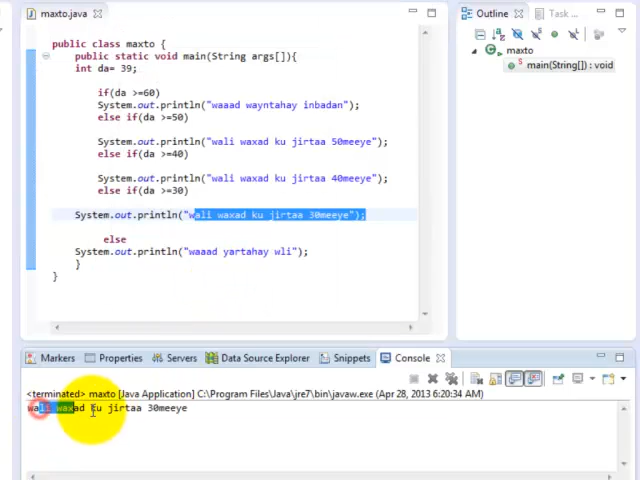 maxto.java
Outline
Task ...
public class maxto {
public static void main(String args[]){
int da= 39;
if(da >=60)
System.out.println("waaad wayntahay inbadan");
else if(da >=50)
System.out.println("wali waxad ku jirtaa 50meeye");
else if(da >=40)
System.out.println("wali waxad ku jirtaa 40meeye");
else if(da >=30)
System.out.println("wali waxad ku jirtaa 30meeye");
else
System.out.println("waaad yartahay wli");
}
}
maxto
main(String[]) : void
Markers
Properties
Servers
Data Source Explorer
Snippets
Console
<terminated> maxto [Java Application] C:\Program Files\Java\jre7\bin\javaw.exe (Apr 28, 2013 6:20:34 AM)
wali waxad ku jirtaa 30meeye